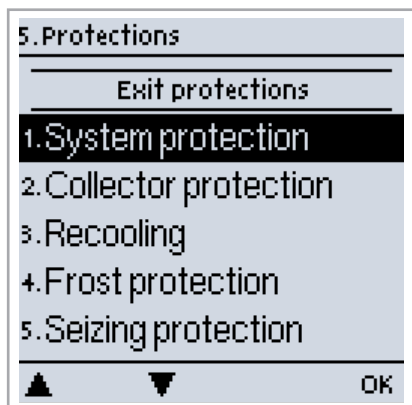 5.Protections
Exit protections
1.System protection
2.Collector protection
3.Recooling
4.Frost protection
5.Seizing protection
▲ ▼ OK